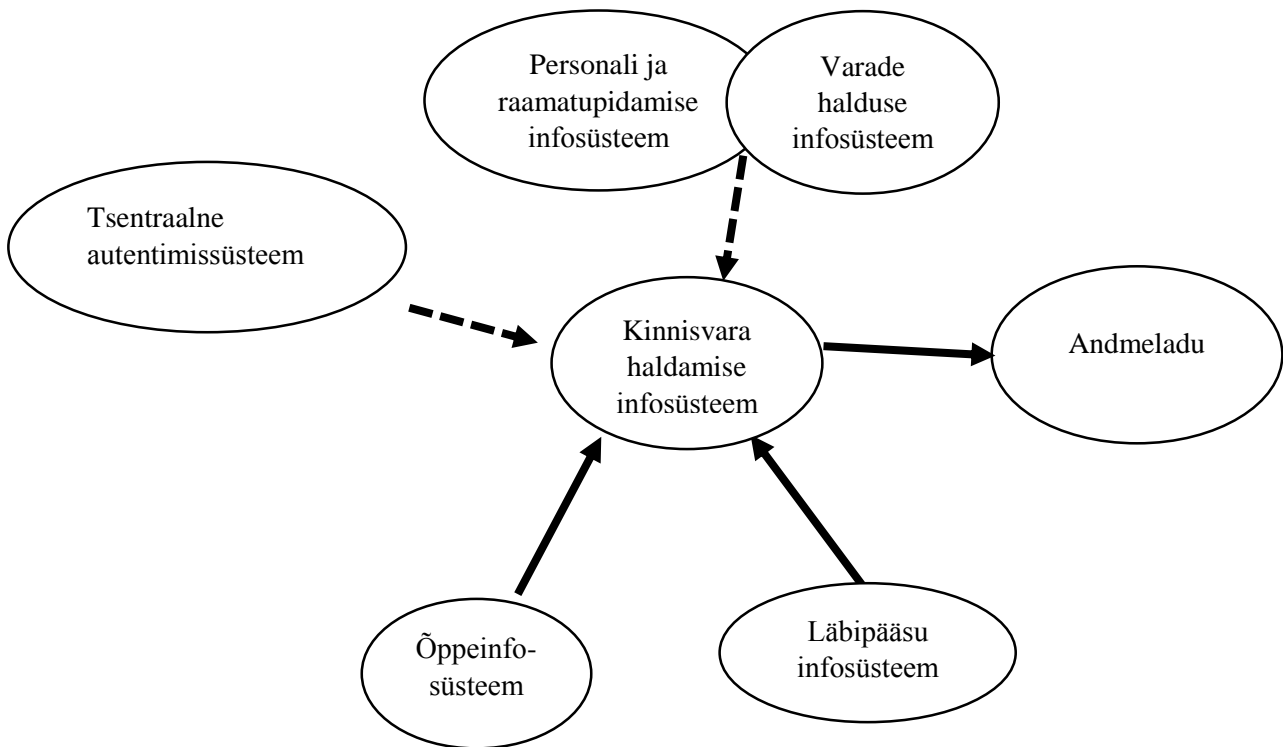 Personali ja
raamatupidamise
infosüsteem
Varade
halduse
infosüsteem
Tsentraalne
autentimissüsteem
Kinnisvara
haldamise
infosüsteem
Andmeladu
Õppeinfo-
süsteem
Läbipääsu
infosüsteem